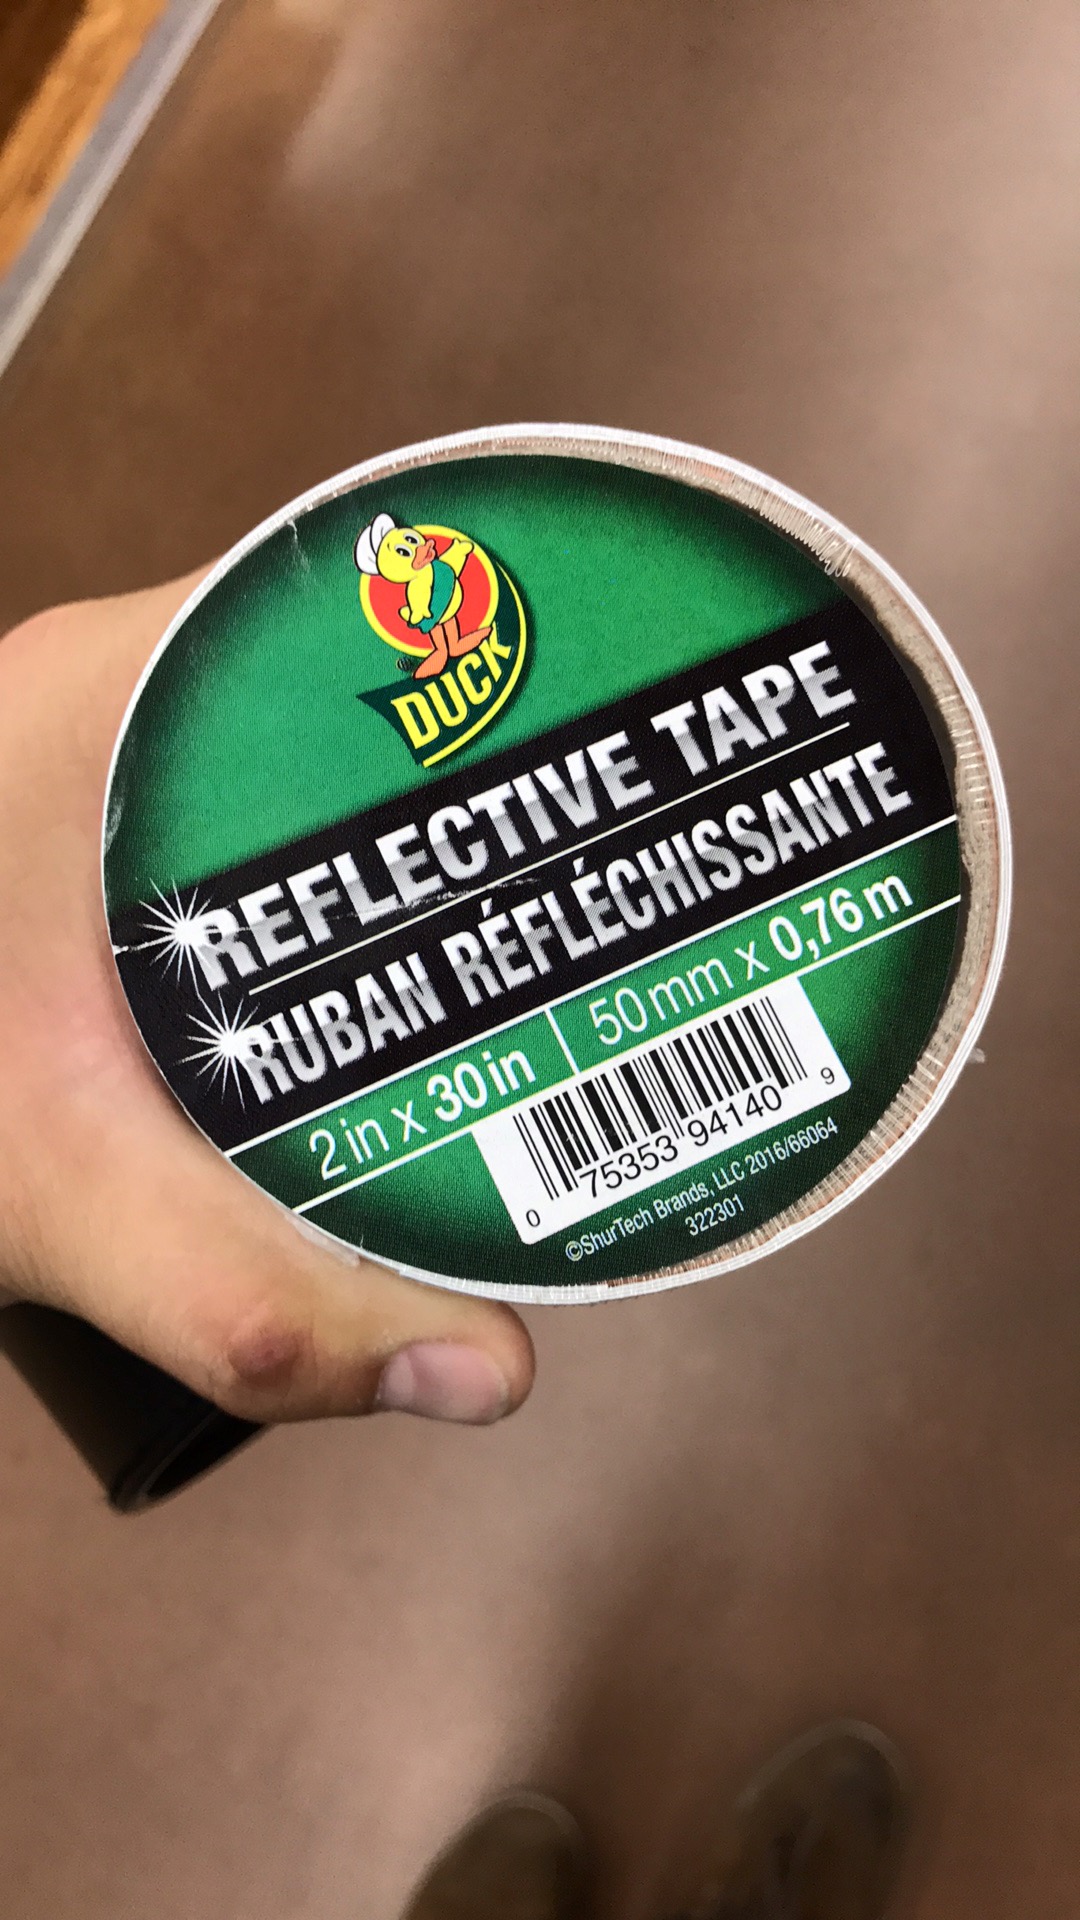 DUCK
REFLECTIVE TAPE
RUBAN RÉFLÉCHISSANTE
2 in x 30 in | 50 mm x 0,76 m
0 75353 94140 9
©ShurTech Brands, LLC 2016/66064
322301